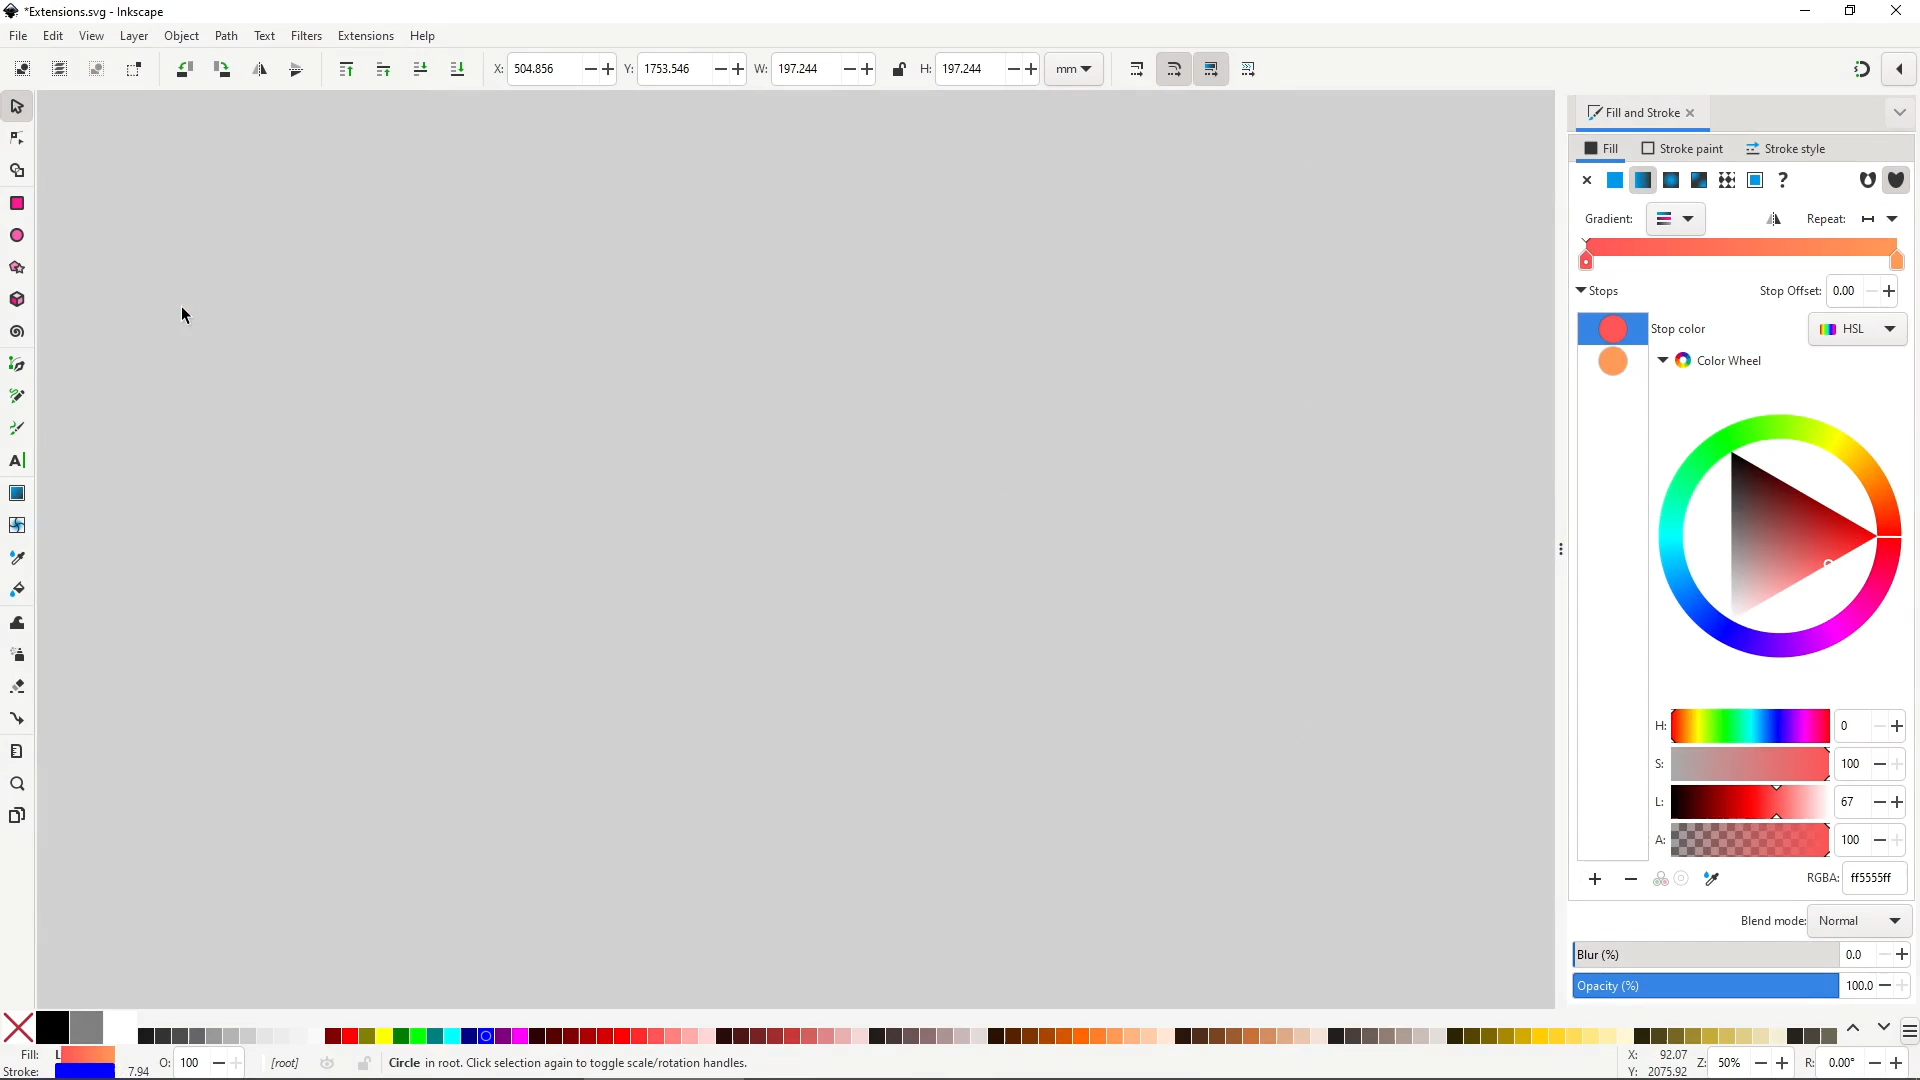 *Extensions.svg - Inkscape
File Edit View Layer Object Path Text Filters Extensions Help
X: 504.856 Y: 1753.546 W: 197.244 H: 197.244 mm
Fill and Stroke
Fill Stroke paint Stroke style
Gradient: Repeat:
Stops Stop Offset: 0.00
Stop color HSL
Color Wheel
H: 0
S: 100
L: 67
A: 100
RGBA: ff5555ff
Blend mode: Normal
Blur (%) 0.0
Opacity (%) 100.0
Fill: L
Stroke: 7.94
O: 100 [root] Circle in root. Click selection again to toggle scale/rotation handles.
X: 92.07
Y: 2075.92
Z: 50% R: 0.00°